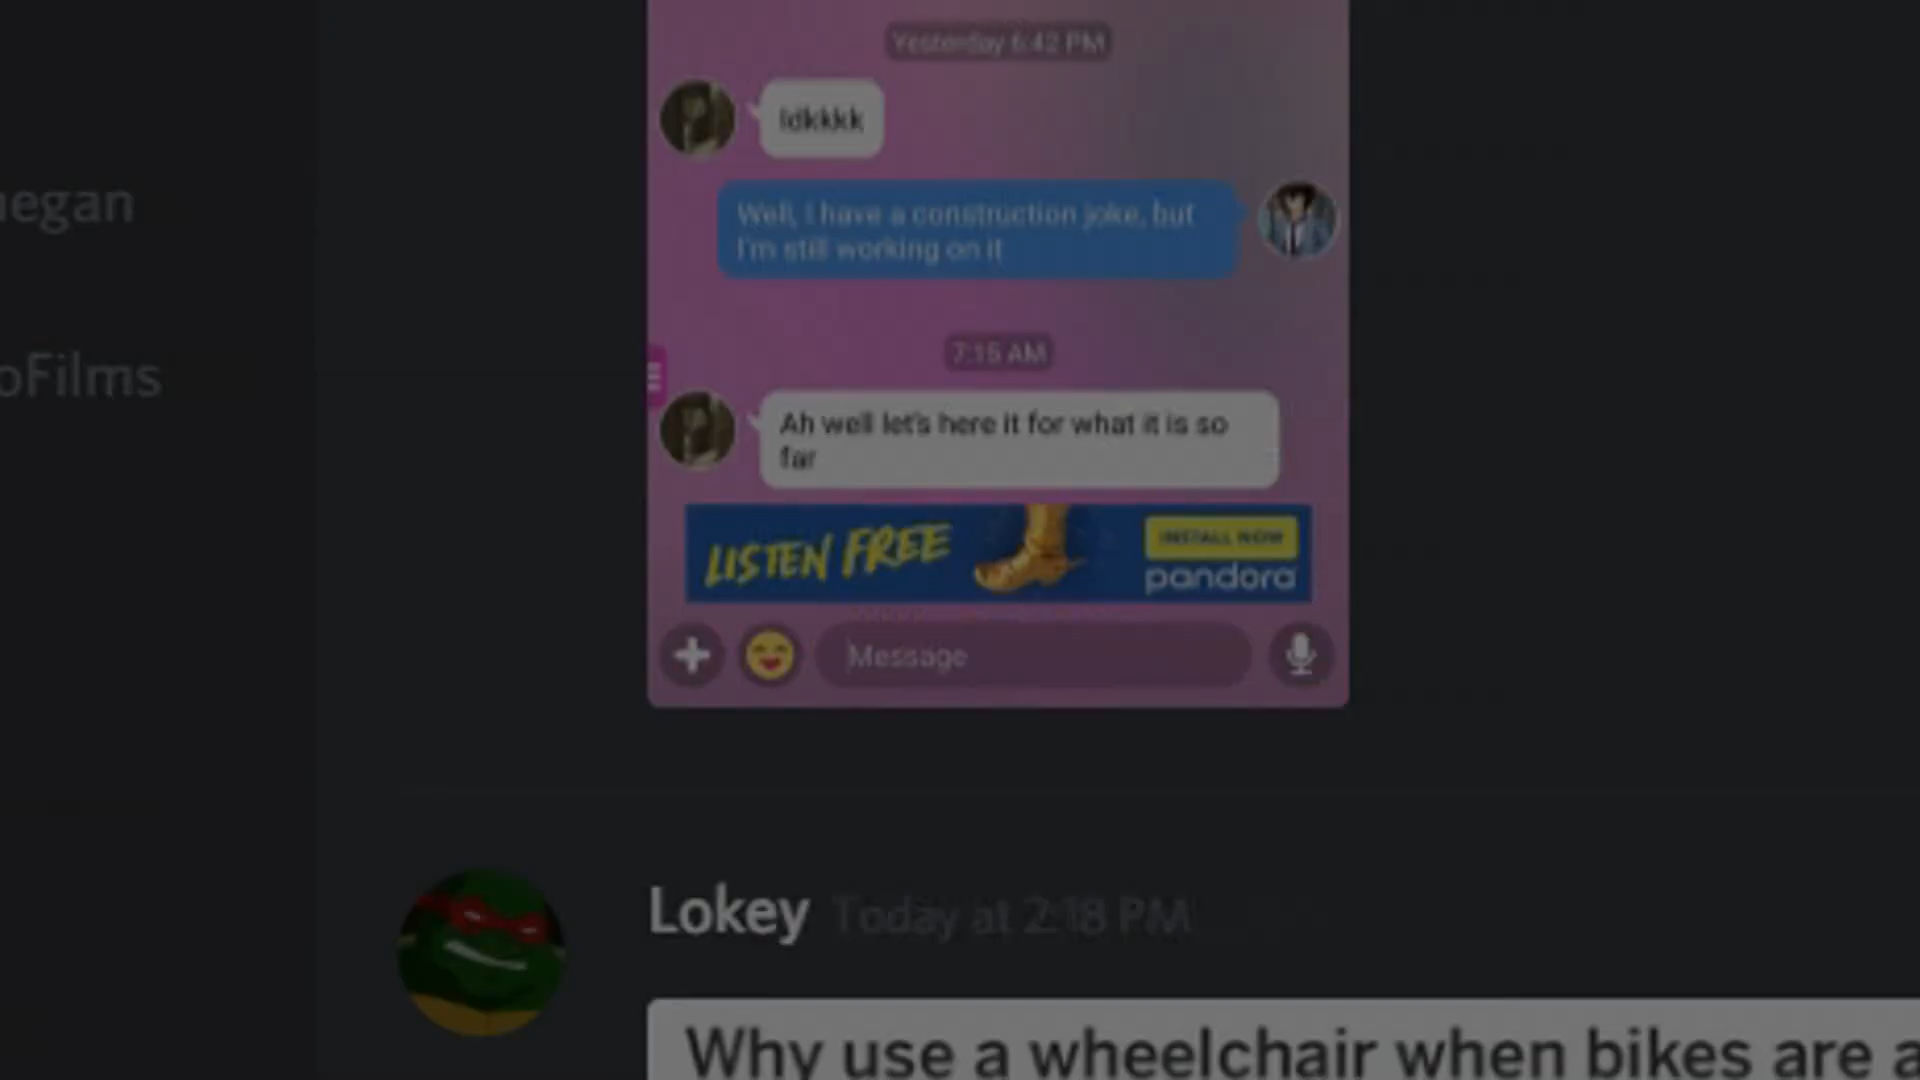 Yesterday 6:42 PM
Idkkkk
negan
Well, I have a construction joke, but
I'm still working on it
7:15 AM
oFilms
Ah well let's here it for what it is so
far
LISTEN FREE
INSTALL NOW
pandora
Message
Lokey Today at 2:18 PM
Why use a wheelchair when bikes are a